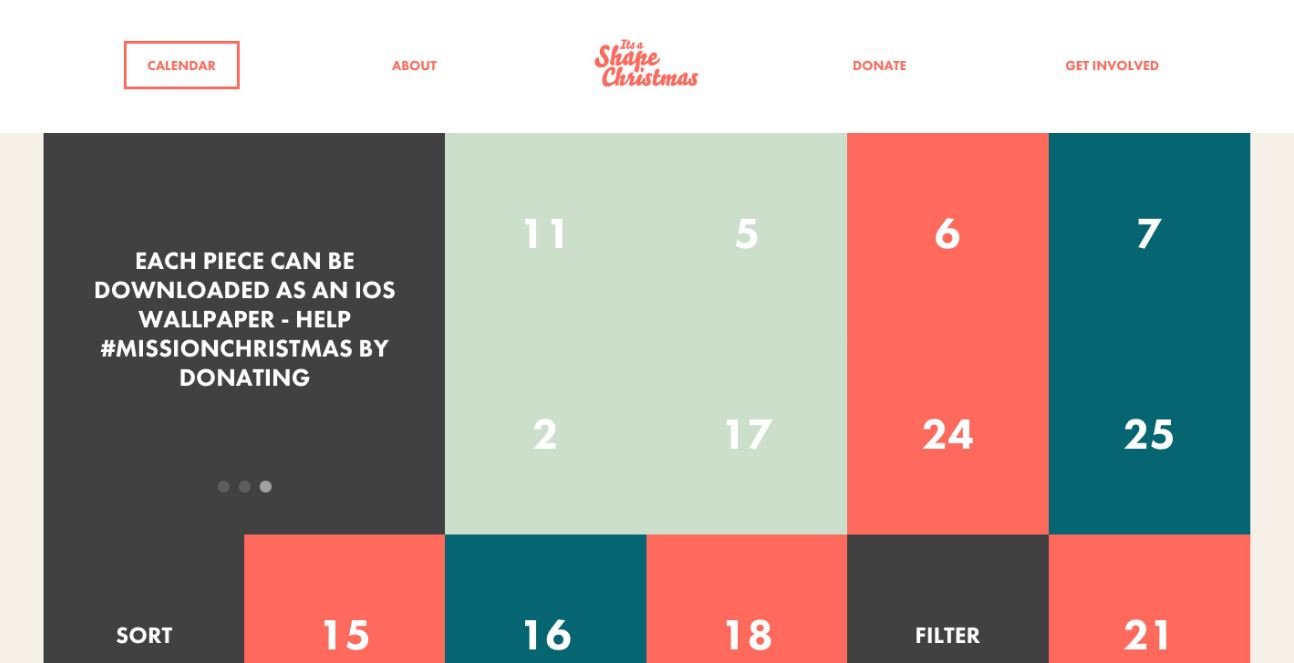 CALENDAR
ABOUT
Its a
Shape
Christmas
DONATE
GET INVOLVED
EACH PIECE CAN BE
DOWNLOADED AS AN IOS
WALLPAPER - HELP
#MISSIONCHRISTMAS BY
DONATING
11
5
6
7
2
17
24
25
SORT
15
16
18
FILTER
21